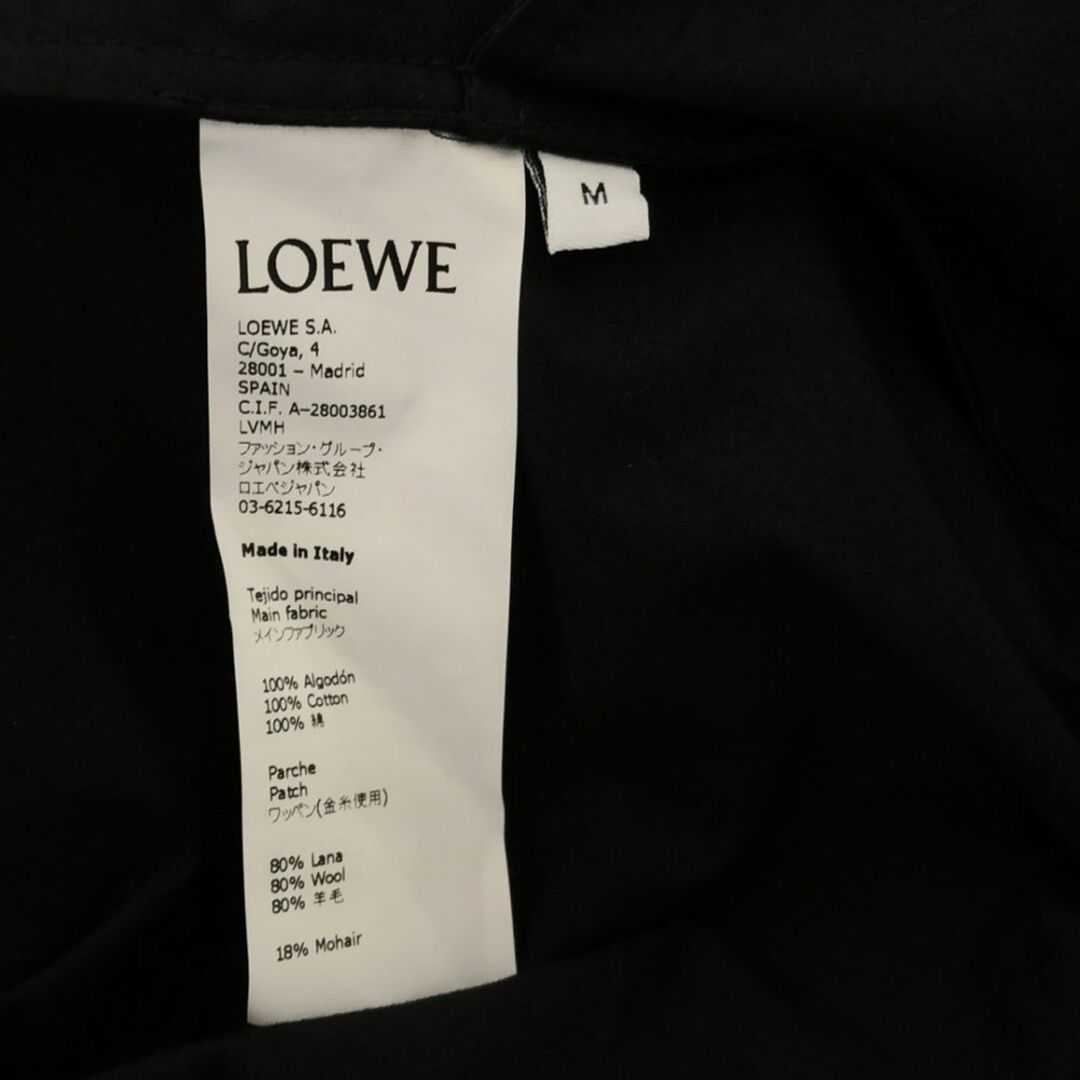 LOEWE
LOEWE S.A.
C/Goya, 4
28001 – Madrid
SPAIN
C.I.F. A–28003861
LVMH
ファッション・グループ・
ジャパン株式会社
ロエベジャパン
03-6215-6116
Made in Italy
Tejido principal
Main fabric
メインファブリック
100% Algodón
100% Cotton
100% 綿
Parche
Patch
ワッペン(金糸使用)
80% Lana
80% Wool
80% 羊毛
18% Mohair
M